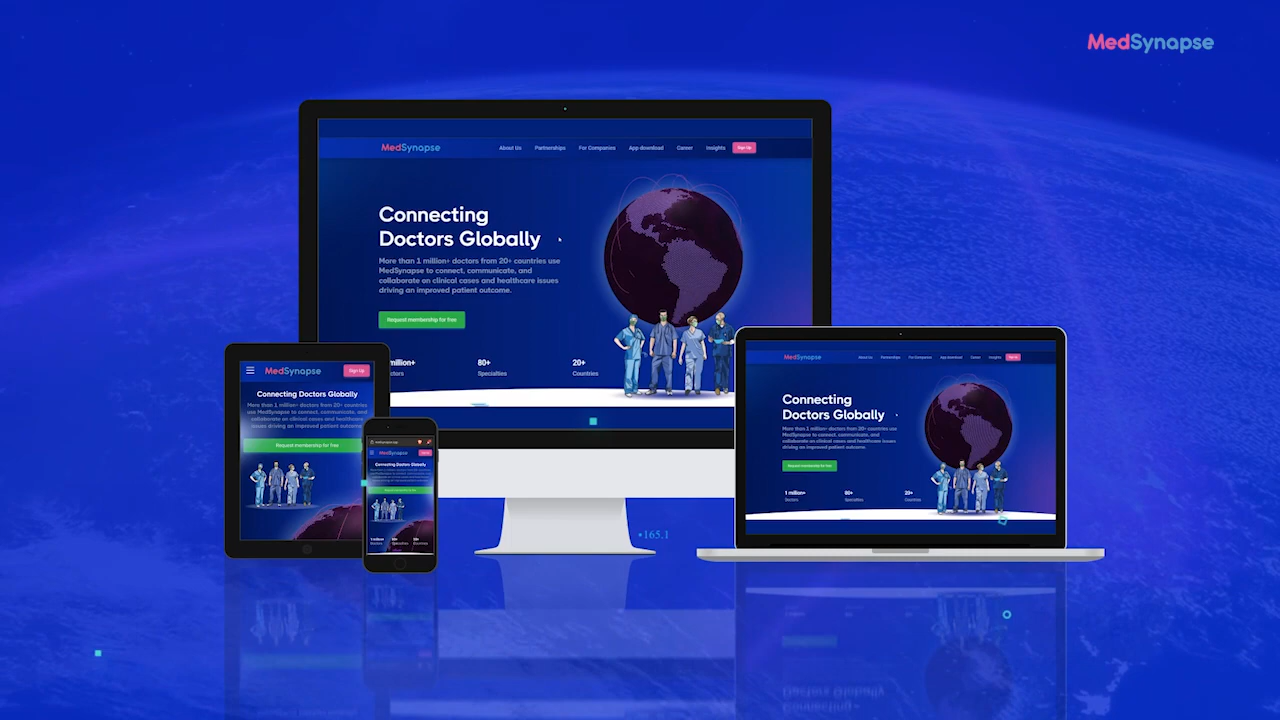 MedSynapse
MedSynapse
About Us Partnerships For Companies App download Career Insights Sign Up
Connecting
Doctors Globally
More than 1 million+ doctors from 20+ countries use
MedSynapse to connect, communicate, and
collaborate on clinical cases and healthcare issues
driving an improved patient outcome.
Request membership for free
million+ 80+ 20+
ctors Specialties Countries
MedSynapse Sign Up
Connecting Doctors Globally
More than 1 million+ doctors from 20+ countries
use MedSynapse to connect, communicate, and
collaborate on clinical cases and healthcare
issues driving an improved patient outcome.
Request membership for free
medsynapse.app
MedSynapse
Connecting Doctors Globally
Request membership for free
1 million+ 80+ 20+
Doctors Specialties Countries
165.1
MedSynapse About Us Partnerships For Companies App download Career Insights Sign Up
Connecting
Doctors Globally
More than 1 million+ doctors from 20+ countries use
MedSynapse to connect, communicate, and
collaborate on clinical cases and healthcare issues
driving an improved patient outcome.
Request membership for free
1 million+ 80+ 20+
Doctors Specialties Countries